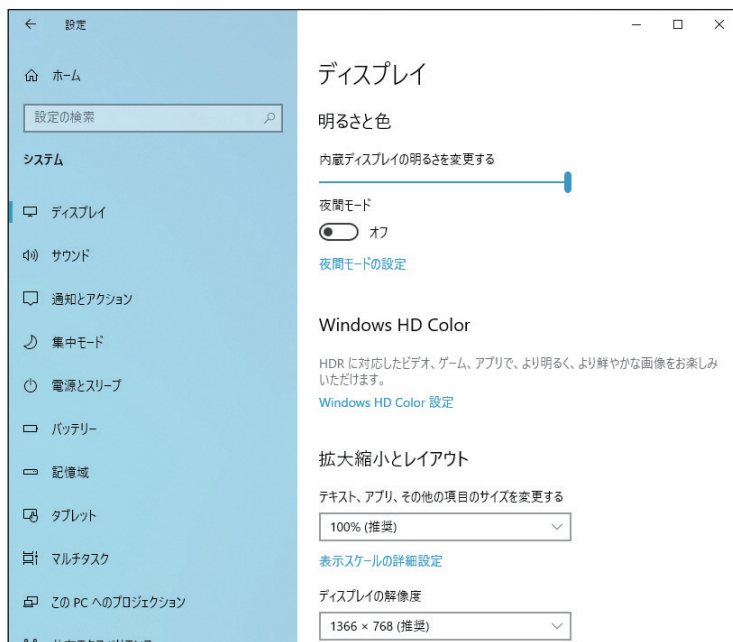 設定
ホーム
設定の検索
システム
ディスプレイ
サウンド
通知とアクション
集中モード
電源とスリープ
バッテリー
記憶域
タブレット
マルチタスク
この PC へのプロジェクション
ディスプレイ
明るさと色
内蔵ディスプレイの明るさを変更する
夜間モード
オフ
夜間モードの設定
Windows HD Color
HDR に対応したビデオ、ゲーム、アプリで、より明るく、より鮮やかな画像をお楽しみ
いただけます。
Windows HD Color 設定
拡大縮小とレイアウト
テキスト、アプリ、その他の項目のサイズを変更する
100% (推奨)
表示スケールの詳細設定
ディスプレイの解像度
1366 × 768 (推奨)